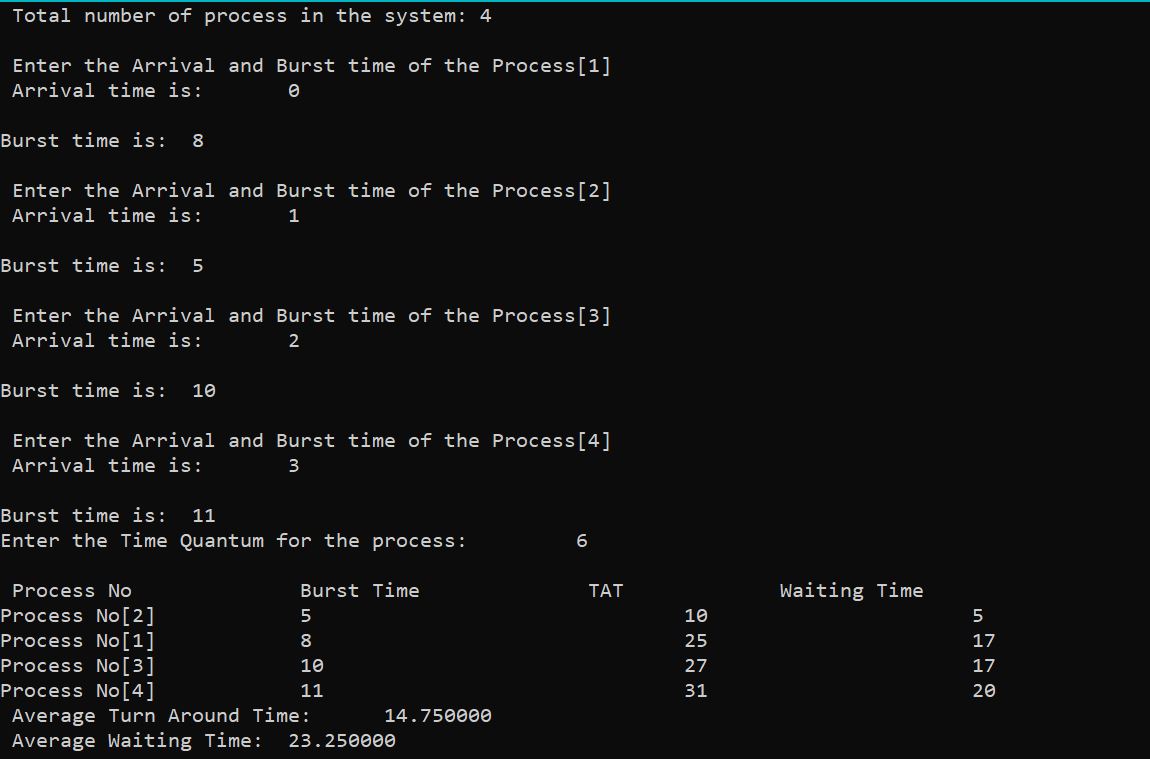 Total number of process in the system: 4
Enter the Arrival and Burst time of the Process[1]
Arrival time is: 0
Burst time is: 8
Enter the Arrival and Burst time of the Process[2]
Arrival time is: 1
Burst time is: 5
Enter the Arrival and Burst time of the Process[3]
Arrival time is: 2
Burst time is: 10
Enter the Arrival and Burst time of the Process[4]
Arrival time is: 3
Burst time is: 11
Enter the Time Quantum for the process: 6
Process No Burst Time TAT Waiting Time
Process No[2] 5 10 5
Process No[1] 8 25 17
Process No[3] 10 27 17
Process No[4] 11 31 20
Average Turn Around Time: 14.750000
Average Waiting Time: 23.250000